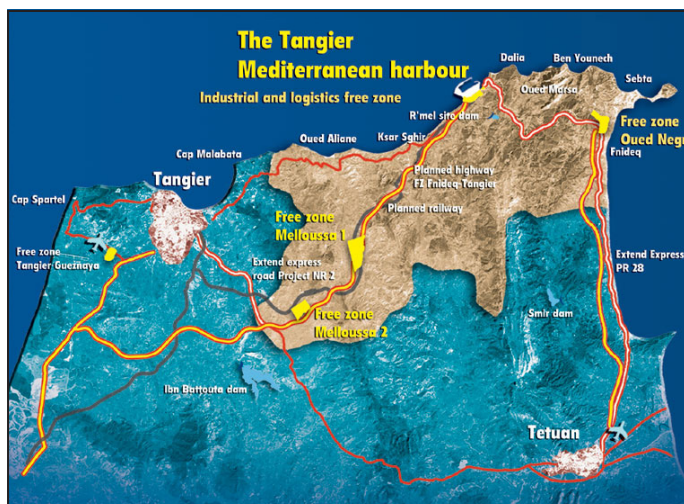 The Tangier
Mediterranean harbour
Industrial and logistics free zone
Dalia
Ben Younech
Sebta
Oued Marsa
R'mel sito dam
Free zone
Oued Negr
Fnideq
Oued Aliane
Ksar Sghir
Cap Malabata
Tangier
Cap Spartel
Planned highway
FZ Fnideq-Tangier
Planned railway
Free zone
Melloussa 1
Free zone
Tangier Gueznaya
Extend express
road Project NR 2
Extend Express
PR 28
Free zone
Melloussa 2
Smir dam
Ibn Battouta dam
Tetuan